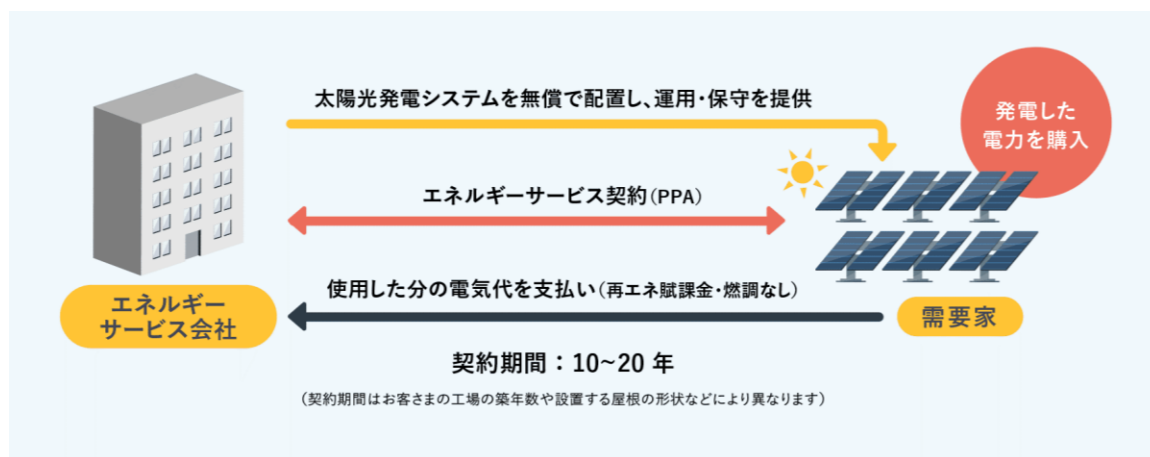 太陽光発電システムを無償で配置し、運用・保守を提供
発電した
電力を購入
エネルギーサービス契約(PPA)
使用した分の電気代を支払い(再エネ賦課金・燃調なし)
エネルギー
サービス会社
需要家
契約期間：10~20 年
(契約期間はお客さまの工場の築年数や設置する屋根の形状などにより異なります)